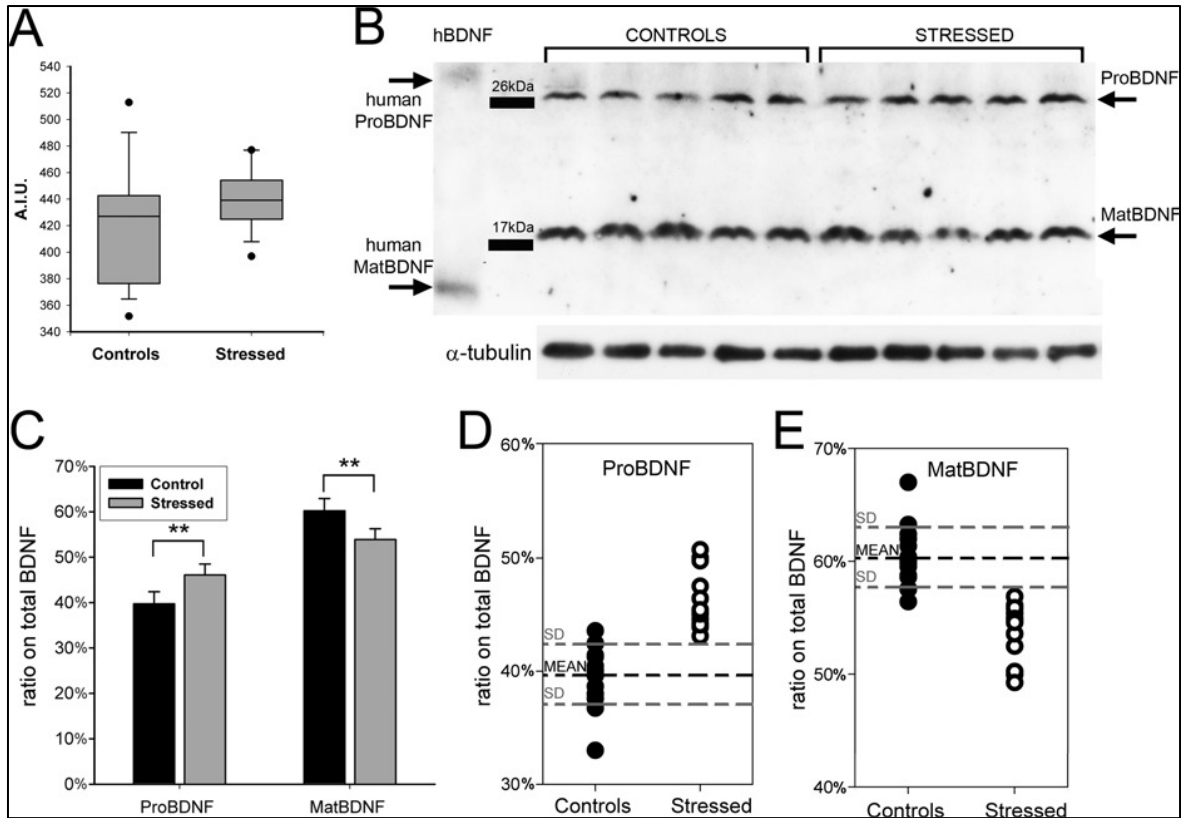 A
540
520
500
480
460
440
420
400
380
360
340
A.I.U.
Controls
Stressed
B
hBDNF
CONTROLS
STRESSED
human
ProBDNF
26kDa
ProBDNF
17kDa
human
MatBDNF
MatBDNF
α-tubulin
C
70%
60%
50%
40%
30%
20%
10%
0%
ratio on total BDNF
Control
Stressed
**
**
ProBDNF
MatBDNF
D
60%
50%
40%
30%
ratio on total BDNF
ProBDNF
SD
MEAN
SD
Controls
Stressed
E
70%
60%
50%
40%
ratio on total BDNF
MatBDNF
SD
MEAN
SD
Controls
Stressed